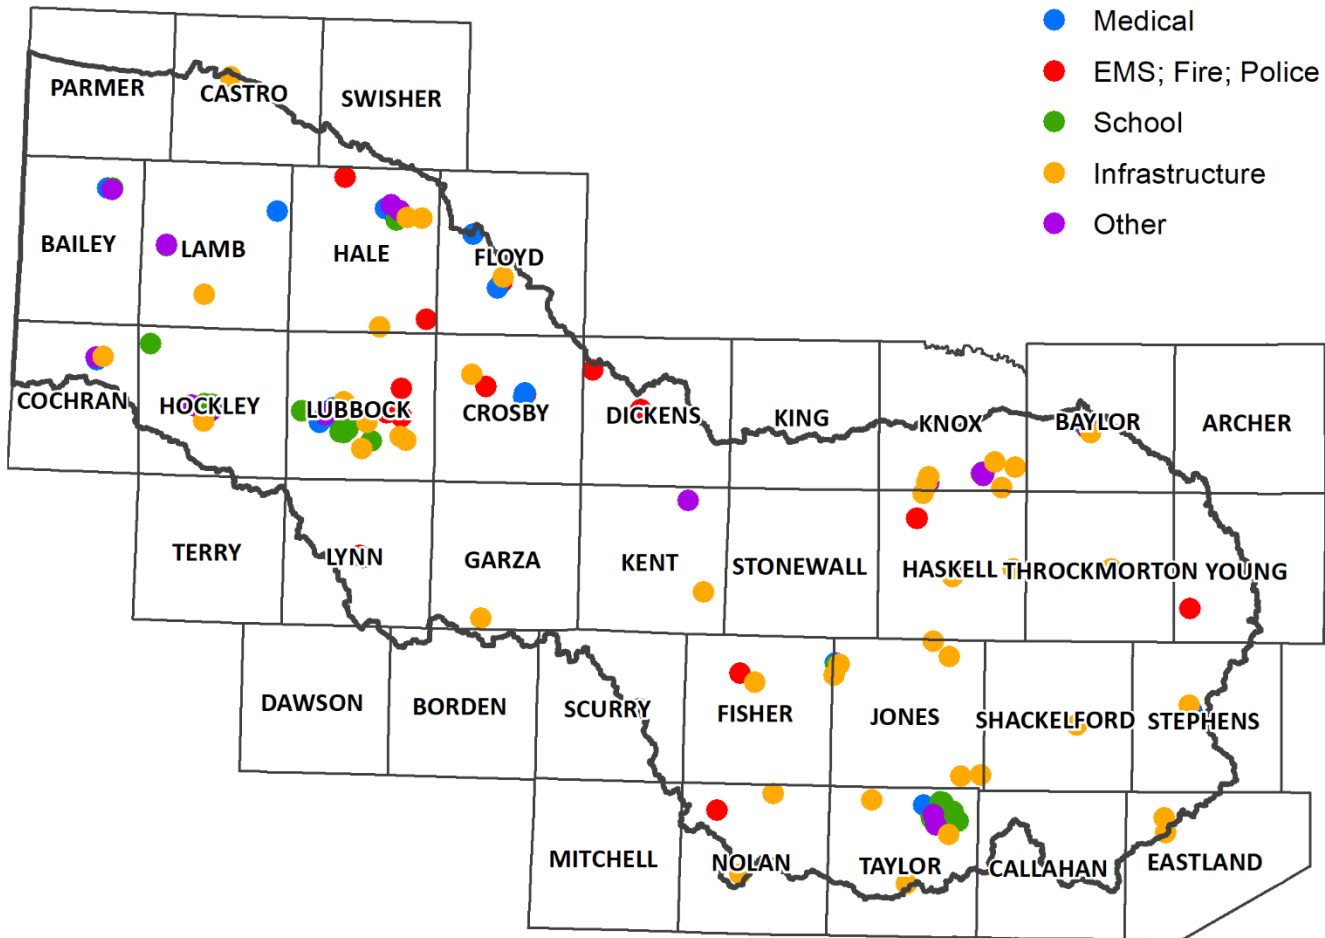 Medical
EMS; Fire; Police
School
Infrastructure
Other
PARMER
CASTRO
SWISHER
BAILEY
LAMB
HALE
FLOYD
COCHRAN
HOCKLEY
LUBBOCK
CROSBY
DICKENS
KING
KNOX
BAYLOR
ARCHER
TERRY
LYNN
GARZA
KENT
STONEWALL
HASKELL
THROCKMORTON
YOUNG
DAWSON
BORDEN
SCURRY
FISHER
JONES
SHACKELFORD
STEPHENS
MITCHELL
NOLAN
TAYLOR
CALLAHAN
EASTLAND